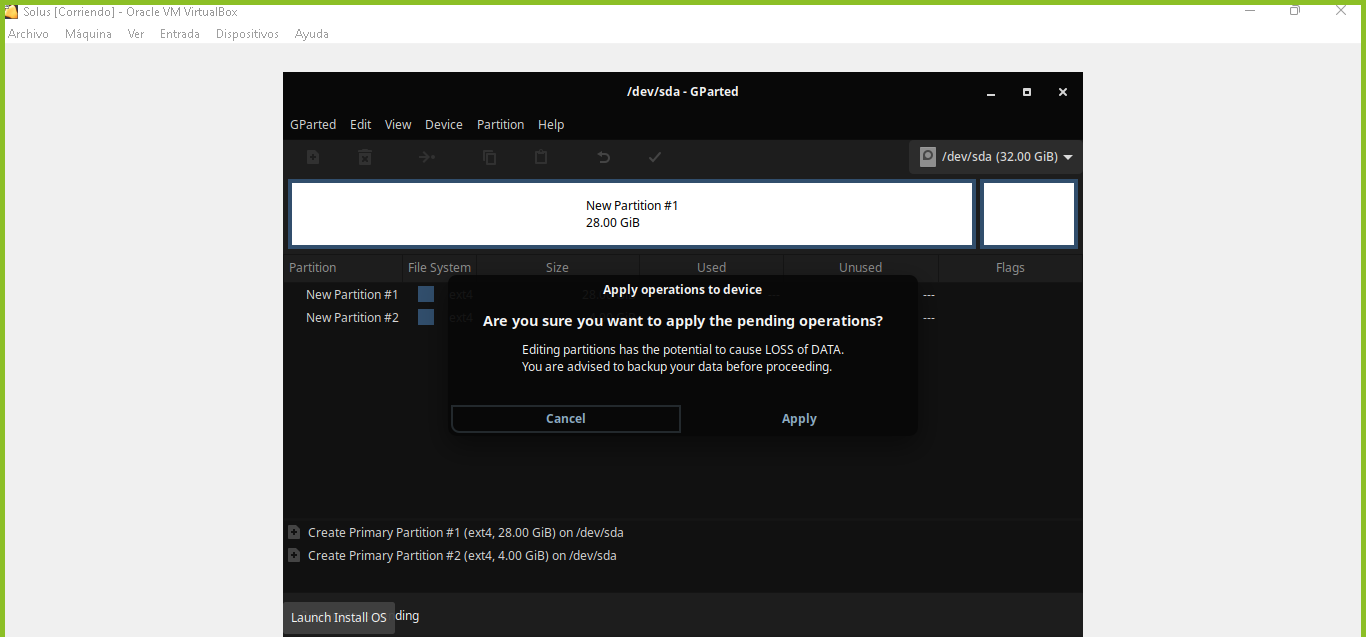 Solus [Corriendo] - Oracle VM VirtualBox
Archivo Máquina Ver Entrada Dispositivos Ayuda
/dev/sda - GParted
GParted Edit View Device Partition Help
/dev/sda (32.00 GiB)
New Partition #1
28.00 GiB
Partition File System Size Used Unused Flags
New Partition #1 ext4 ---
New Partition #2 ext4 ---
Apply operations to device
Are you sure you want to apply the pending operations?
Editing partitions has the potential to cause LOSS of DATA.
You are advised to backup your data before proceeding.
Cancel Apply
Create Primary Partition #1 (ext4, 28.00 GiB) on /dev/sda
Create Primary Partition #2 (ext4, 4.00 GiB) on /dev/sda
Launch Install OS ding